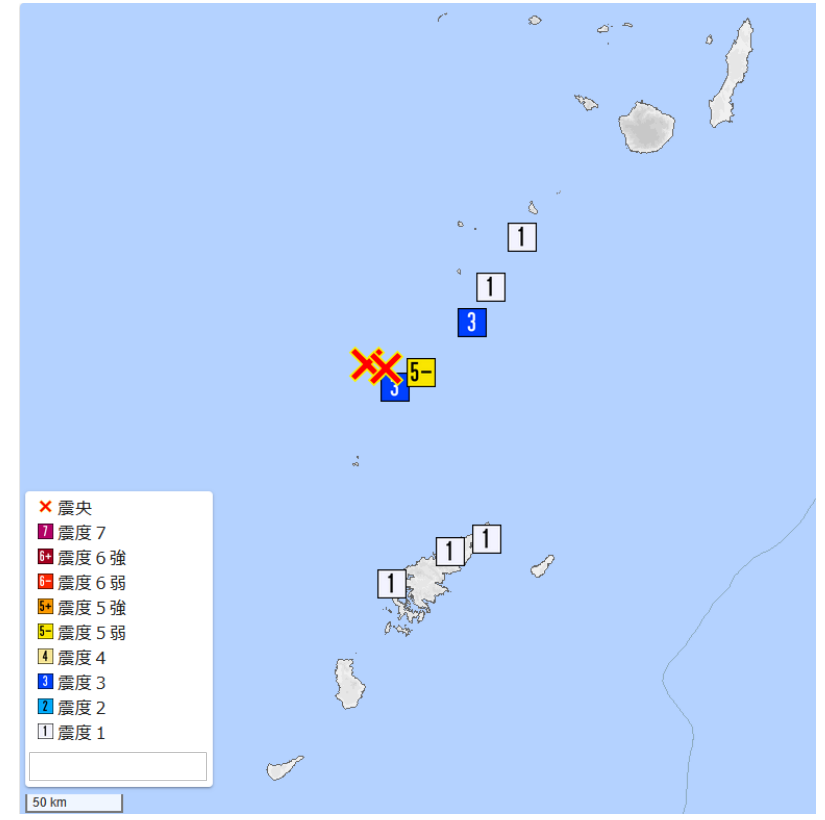 1
1
3
5-
3
1
1
1
震央
7 震度７
6+ 震度６強
6- 震度６弱
5+ 震度５強
5- 震度５弱
4 震度４
3 震度３
2 震度２
1 震度１
50 km